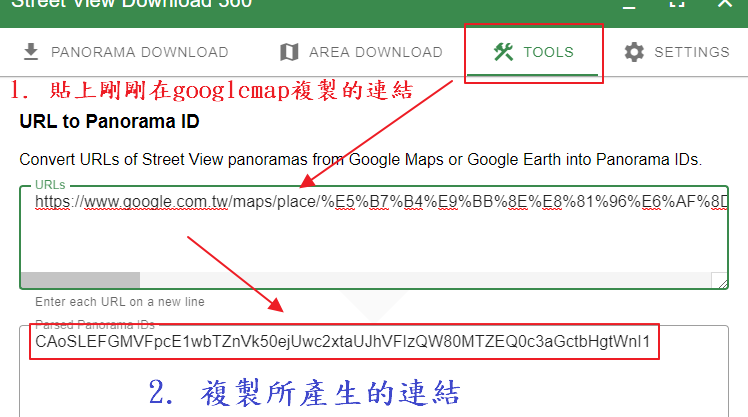 Street View Download 360
PANORAMA DOWNLOAD
AREA DOWNLOAD
TOOLS
SETTINGS
1. 貼上剛剛在googlemap複製的連結
URL to Panorama ID
Convert URLs of Street View panoramas from Google Maps or Google Earth into Panorama IDs.
URLs
https://www.google.com.tw/maps/place/%E5%B7%B4%E9%BB%8E%E8%81%96%E6%AF%8D
Enter each URL on a new line
Parsed Panorama IDs
CAoSLEFGMVFpcE1wbTZnVk50ejUwc2xtaUJhVFlzQW80MTZEQ0c3aGctbHgtWnI1
2. 複製所產生的連結